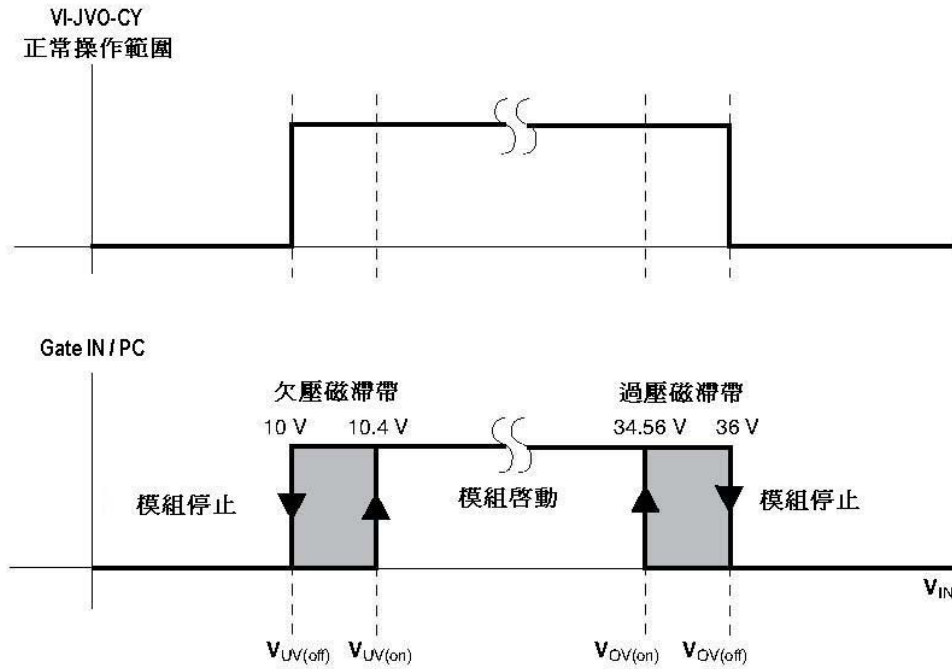 VI-JVO-CY
正常操作範圍
Gate IN / PC
欠壓磁滯帶
過壓磁滯帶
10 V
10.4 V
34.56 V
36 V
模組停止
模組啓動
模組停止
VIN
VUV(off)
VUV(on)
VOV(on)
VOV(off)